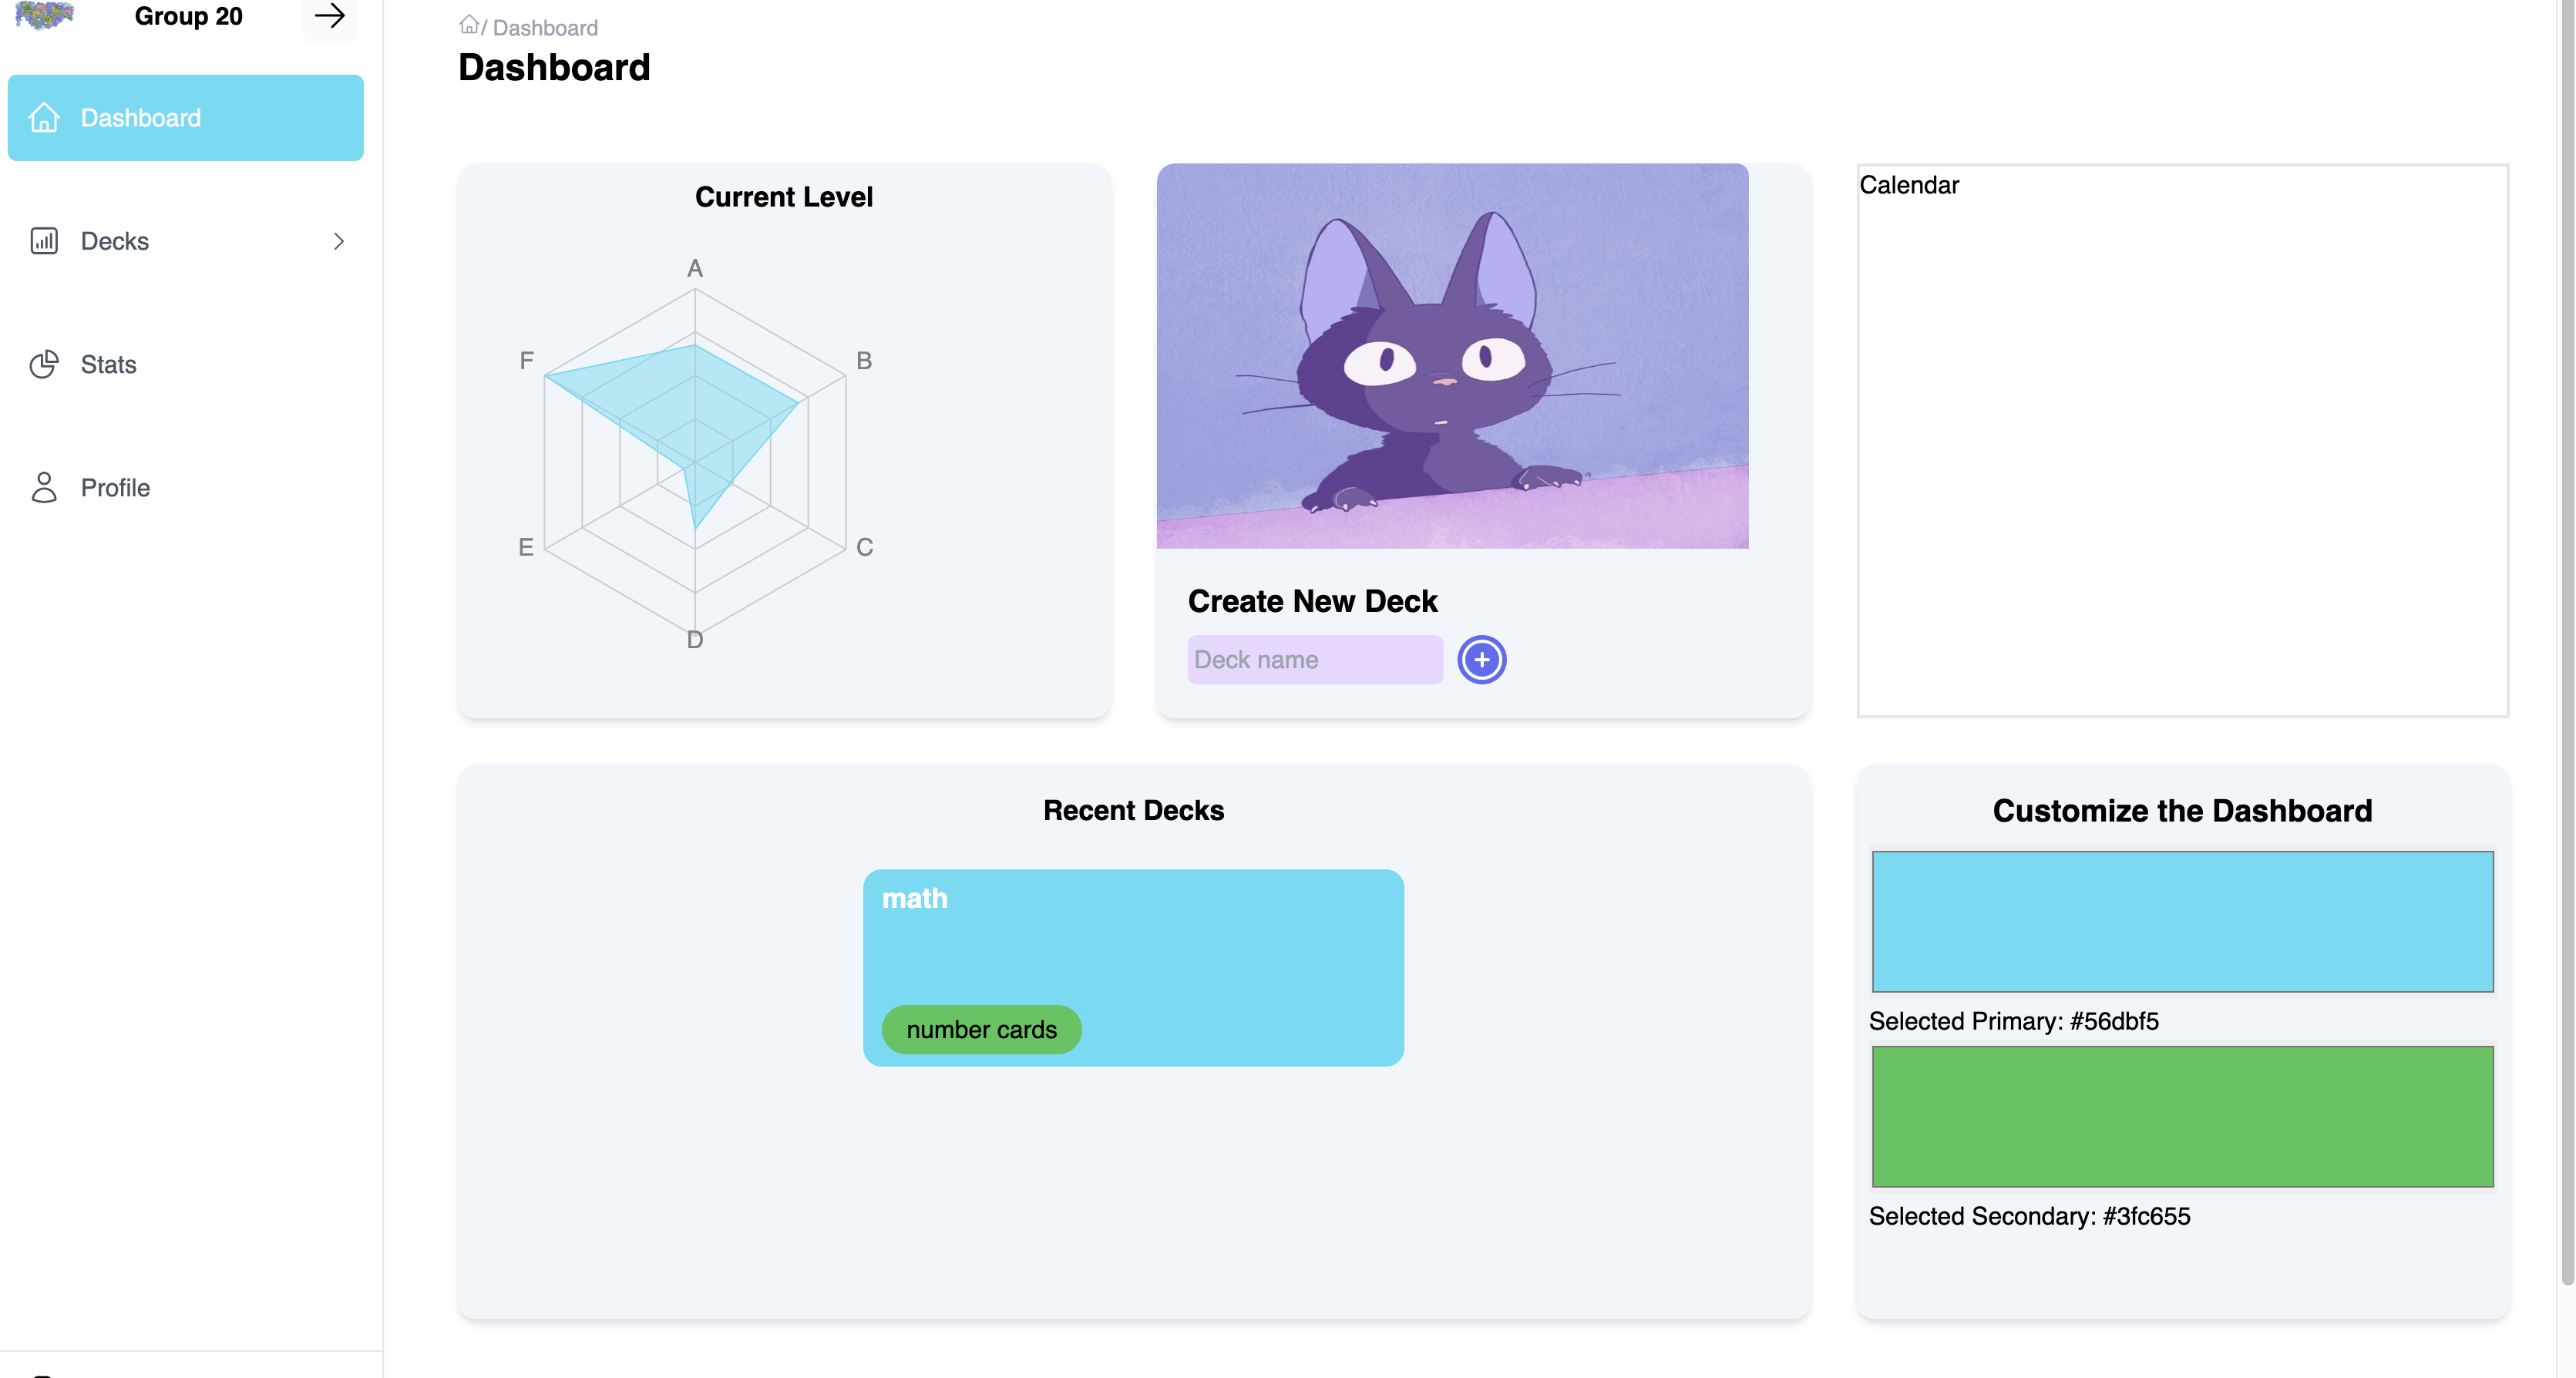 Group 20
Dashboard
Decks
Stats
Profile
/ Dashboard
Dashboard
Current Level
A
B
C
D
E
F
Create New Deck
Deck name
Calendar
Recent Decks
math
number cards
Customize the Dashboard
Selected Primary: #56dbf5
Selected Secondary: #3fc655